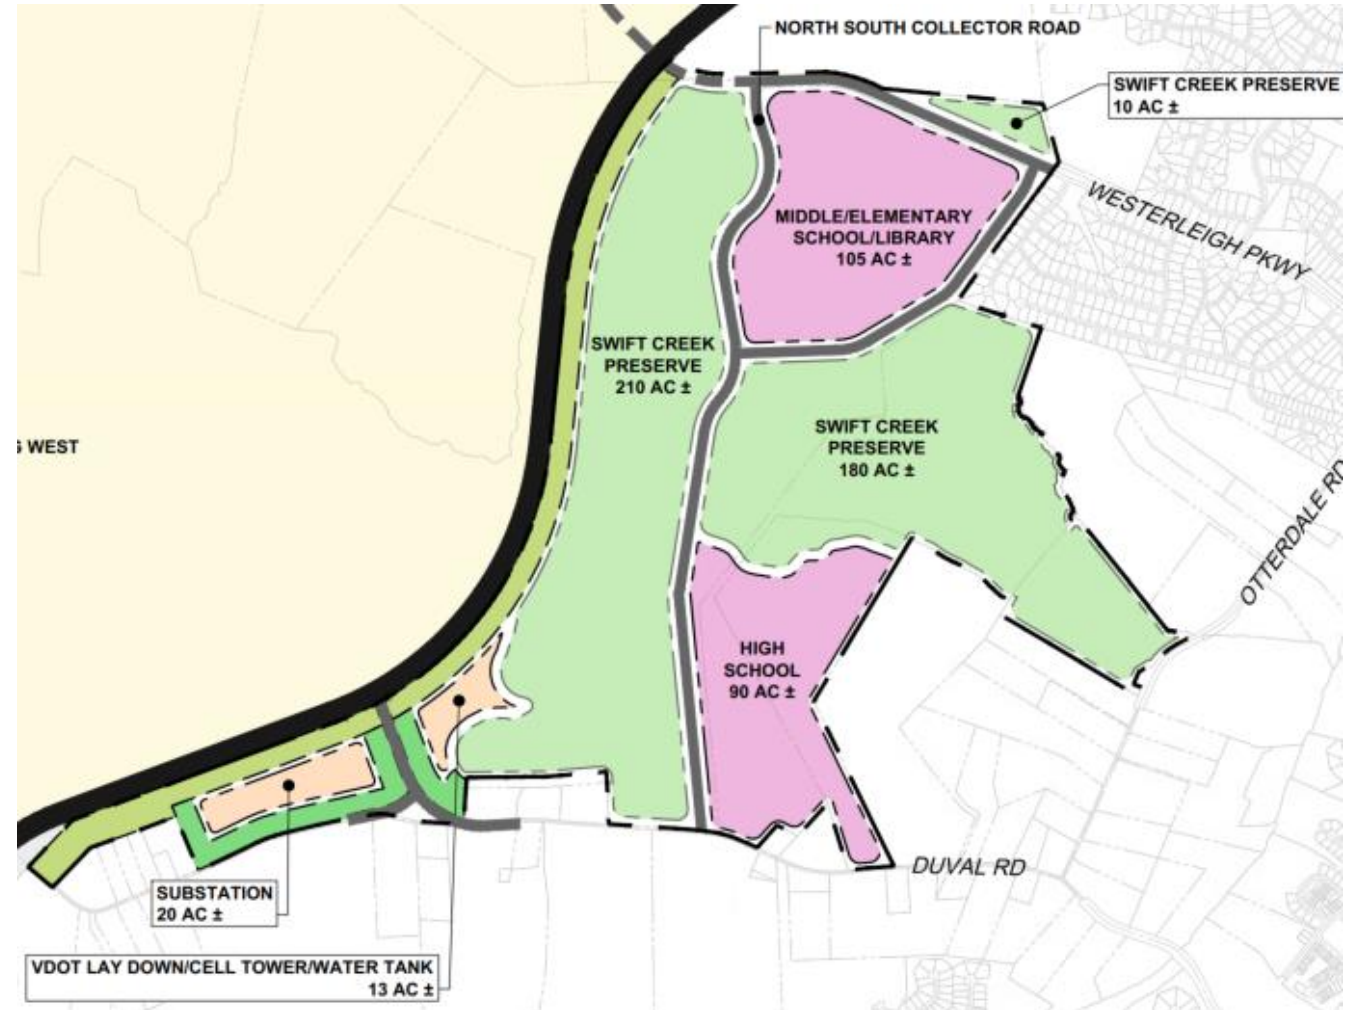 NORTH SOUTH COLLECTOR ROAD
SWIFT CREEK PRESERVE
10 AC ±
WESTERLEIGH PKWY
MIDDLE/ELEMENTARY
SCHOOL/LIBRARY
105 AC ±
SWIFT CREEK
PRESERVE
210 AC ±
WEST
SWIFT CREEK
PRESERVE
180 AC ±
OTTERDALE RD
HIGH
SCHOOL
90 AC ±
DUVAL RD
SUBSTATION
20 AC ±
VDOT LAY DOWN/CELL TOWER/WATER TANK
13 AC ±